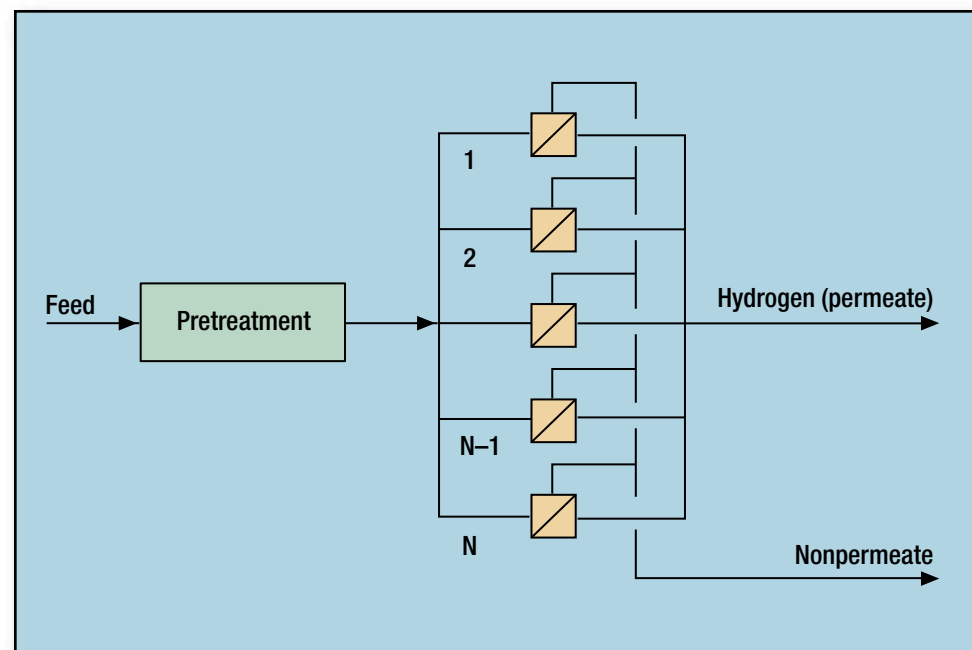 1
2
Feed
Pretreatment
Hydrogen (permeate)
N–1
N
Nonpermeate